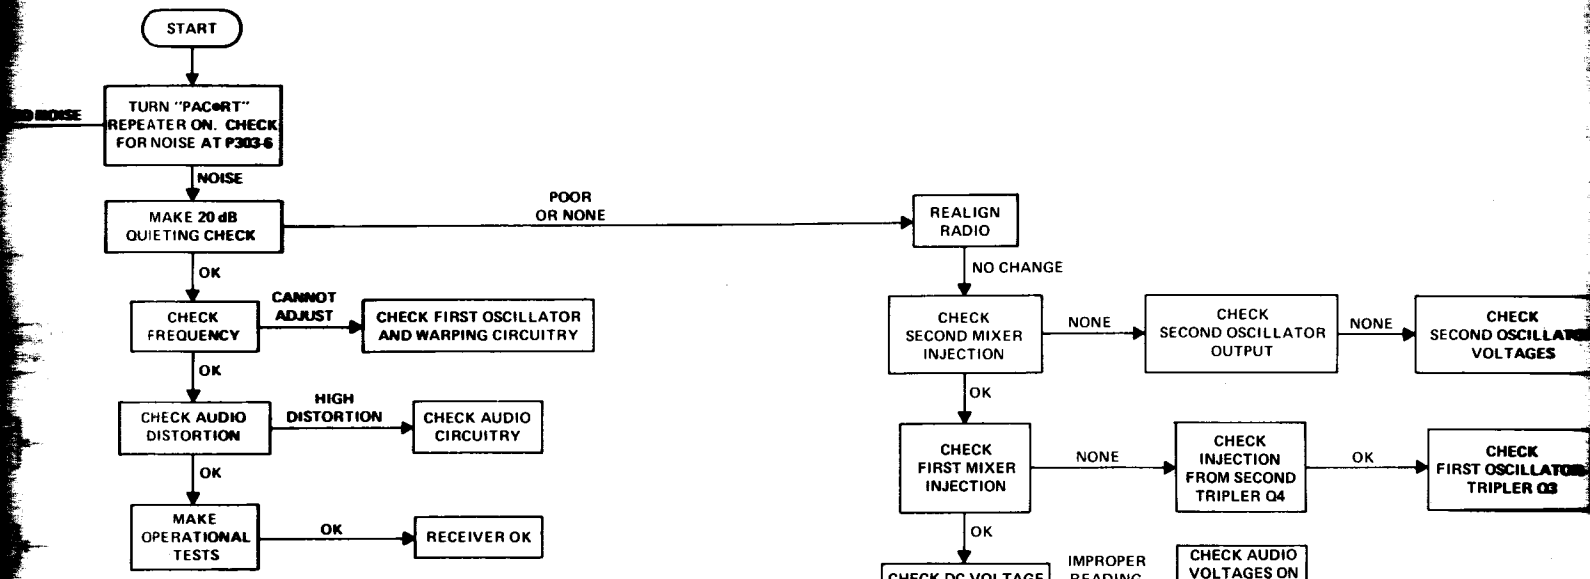 START
TURN "PAC•RT"
REPEATER ON. CHECK
FOR NOISE AT P303-6
NOISE
NOISE
MAKE 20 dB
QUIETING CHECK
POOR
OR NONE
REALIGN
RADIO
OK
NO CHANGE
CHECK
FREQUENCY
CANNOT
ADJUST
CHECK FIRST OSCILLATOR
AND WARPING CIRCUITRY
CHECK
SECOND MIXER
INJECTION
NONE
CHECK
SECOND OSCILLATOR
OUTPUT
NONE
CHECK
SECOND OSCILLATOR
VOLTAGES
OK
OK
CHECK AUDIO
DISTORTION
HIGH
DISTORTION
CHECK AUDIO
CIRCUITRY
CHECK
FIRST MIXER
INJECTION
NONE
CHECK
INJECTION
FROM SECOND
TRIPLER Q4
OK
CHECK
FIRST OSCILLATOR
TRIPLER Q3
OK
OK
MAKE
OPERATIONAL
TESTS
OK
RECEIVER OK
CHECK DC VOLTAGE
IMPROPER
READING
CHECK AUDIO
VOLTAGES ON